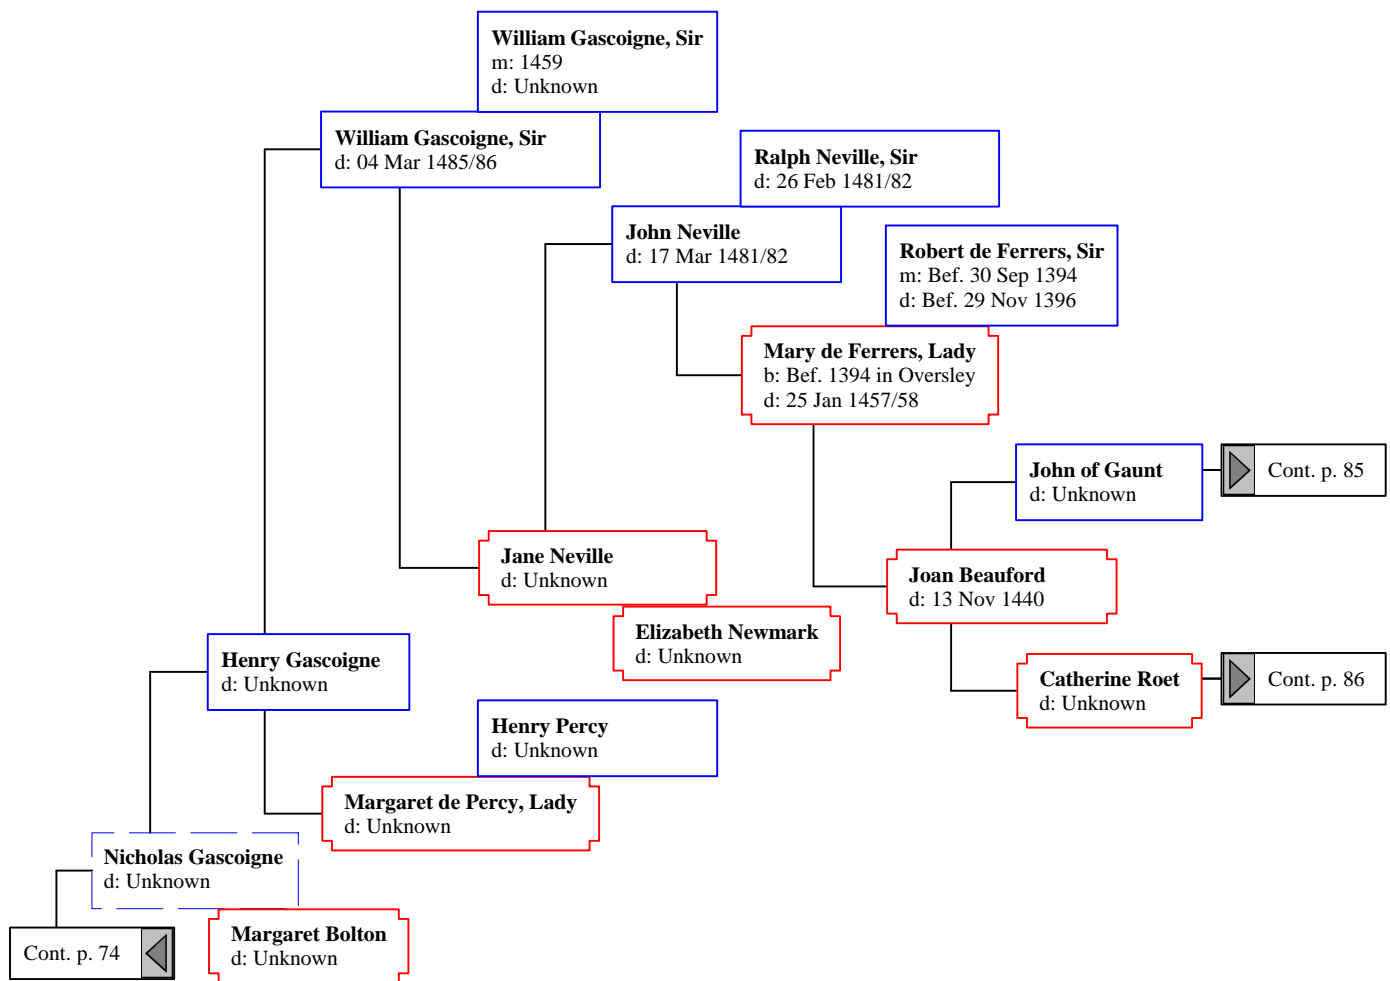 William Gascoigne, Sir
m: 1459
d: Unknown
William Gascoigne, Sir
d: 04 Mar 1485/86
Ralph Neville, Sir
d: 26 Feb 1481/82
John Neville
d: 17 Mar 1481/82
Robert de Ferrers, Sir
m: Bef. 30 Sep 1394
d: Bef. 29 Nov 1396
Mary de Ferrers, Lady
b: Bef. 1394 in Oversley
d: 25 Jan 1457/58
John of Gaunt
d: Unknown
Cont. p. 85
Jane Neville
d: Unknown
Joan Beauford
d: 13 Nov 1440
Elizabeth Newmark
d: Unknown
Henry Gascoigne
d: Unknown
Catherine Roet
d: Unknown
Cont. p. 86
Henry Percy
d: Unknown
Margaret de Percy, Lady
d: Unknown
Nicholas Gascoigne
d: Unknown
Margaret Bolton
d: Unknown
Cont. p. 74